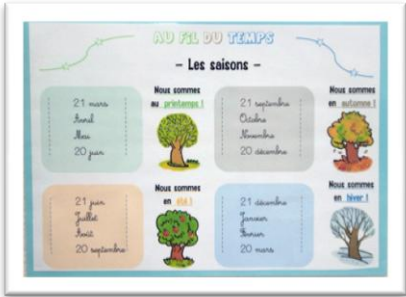 AU FIL DU TEMPS
- Les saisons -
21 mars
Avril
Mai
20 juin
Nous sommes
au printemps !
21 septembre
Octobre
Novembre
20 décembre
Nous sommes
en automne !
21 juin
Juillet
Août
20 septembre
Nous sommes
en été !
21 décembre
Janvier
Février
20 mars
Nous sommes
en hiver !